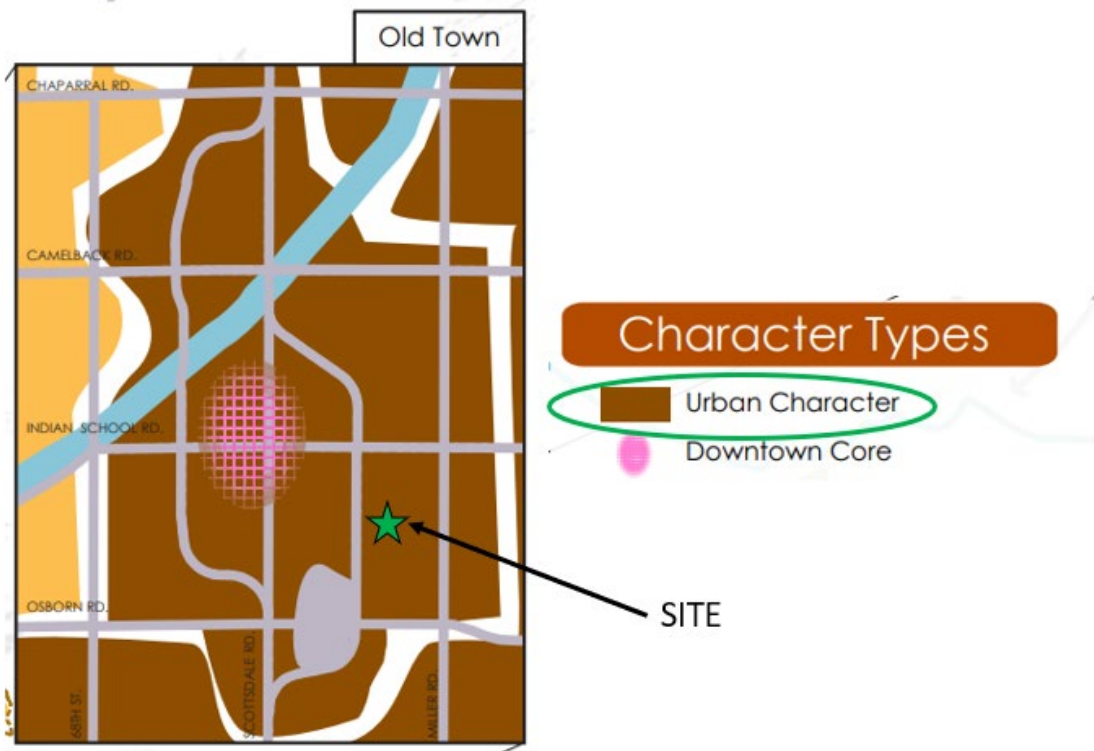 Old Town
CHAPARRAL RD.
CAMELBACK RD.
INDIAN SCHOOL RD.
OSBORN RD.
68TH ST.
SCOTTSDALE RD.
MILLER RD.
Character Types
Urban Character
Downtown Core
SITE